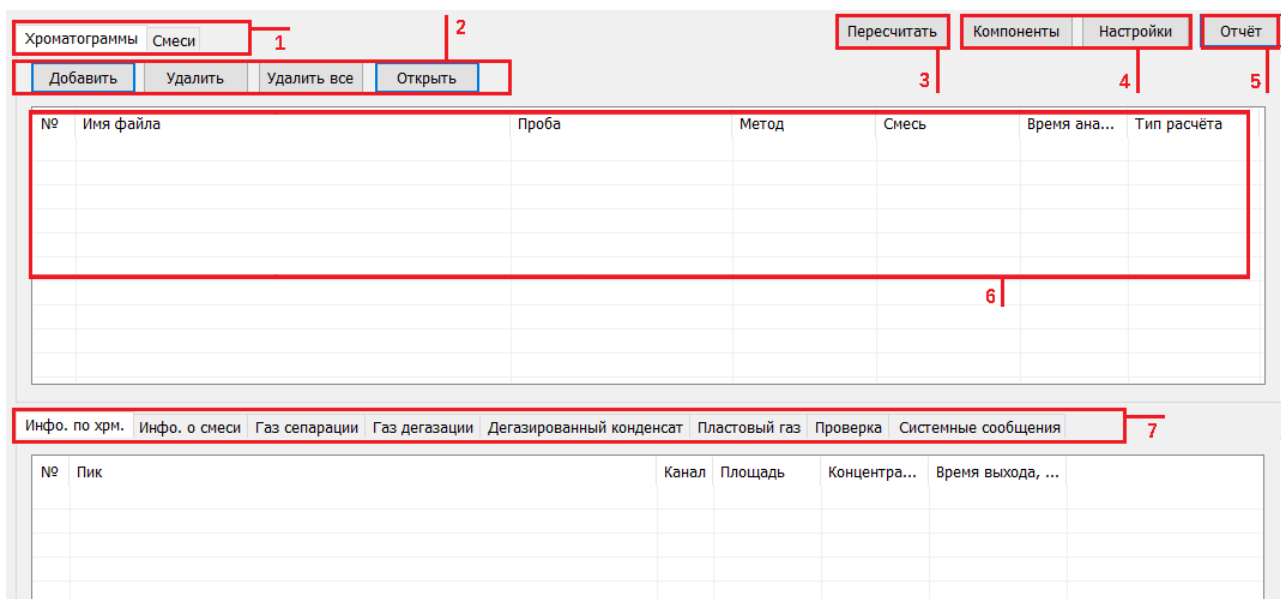 Хроматограммы Смеси 1 2 Пересчитать Компоненты Настройки Отчёт
Добавить Удалить Удалить все Открыть 3 4 5
№ Имя файла Проба Метод Смесь Время ана... Тип расчёта
6
Инфо. по хрм. Инфо. о смеси Газ сепарации Газ дегазации Дегазированный конденсат Пластовый газ Проверка Системные сообщения 7
№ Пик Канал Площадь Концентра... Время выхода, ...